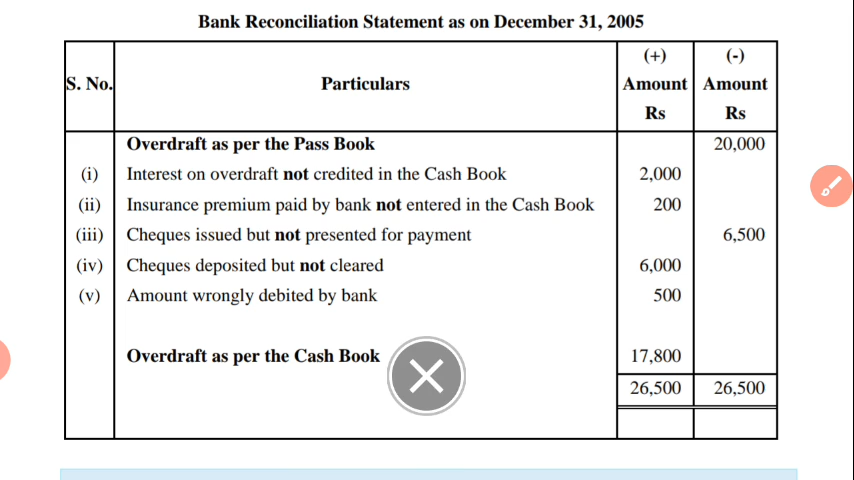 Bank Reconciliation Statement as on December 31, 2005
S. No. Particulars (+) Amount Rs (-) Amount Rs
Overdraft as per the Pass Book 20,000
(i) Interest on overdraft not credited in the Cash Book 2,000
(ii) Insurance premium paid by bank not entered in the Cash Book 200
(iii) Cheques issued but not presented for payment 6,500
(iv) Cheques deposited but not cleared 6,000
(v) Amount wrongly debited by bank 500
Overdraft as per the Cash Book 17,800
26,500 26,500